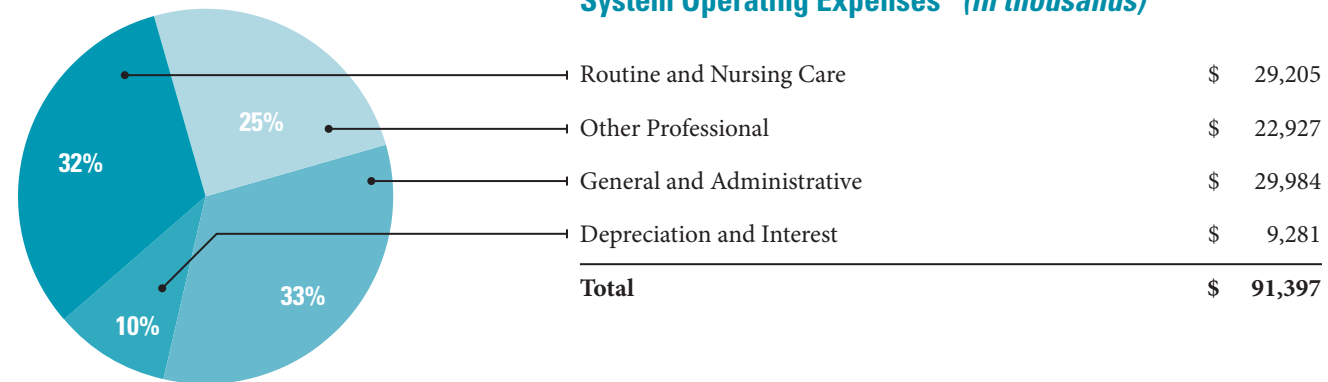 System Operating Expenses (in thousands)
Routine and Nursing Care $ 29,205
25%
Other Professional $ 22,927
32%
General and Administrative $ 29,984
Depreciation and Interest $ 9,281
33%
Total $ 91,397
10%